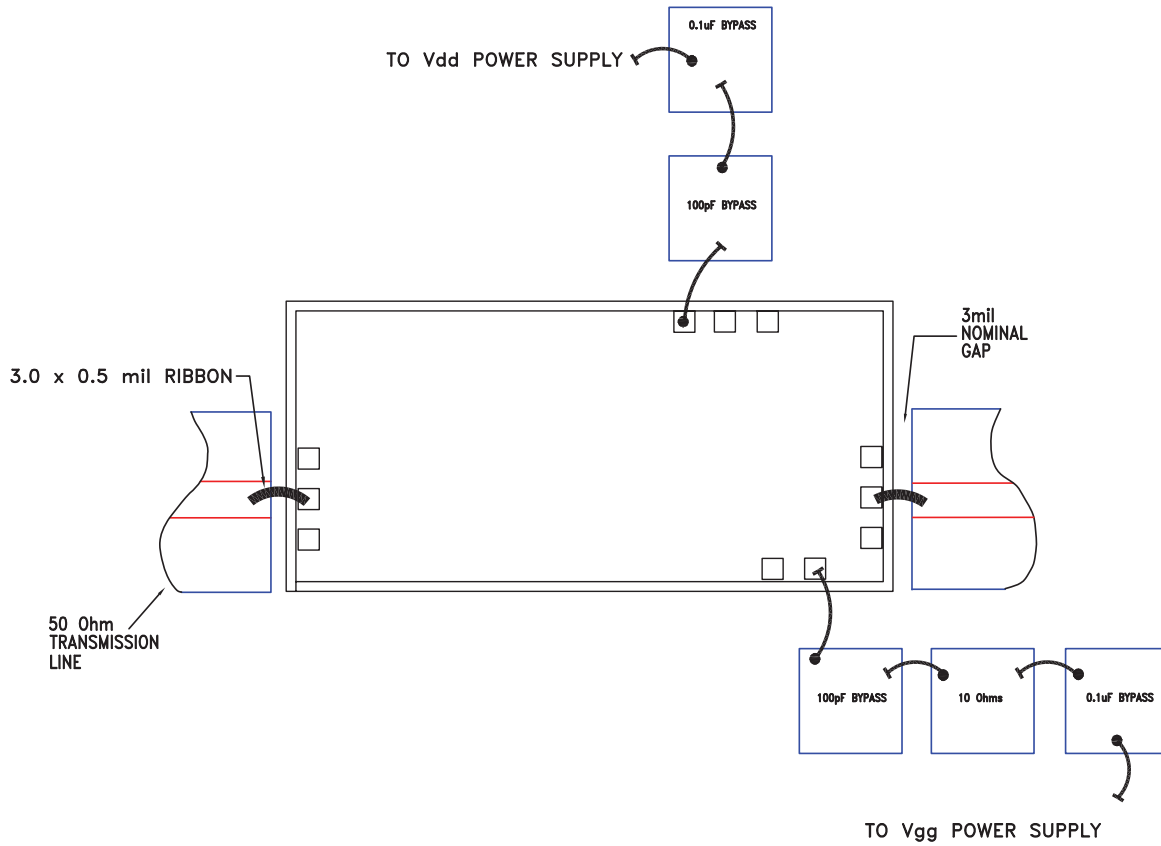 0.1uF BYPASS
TO Vdd POWER SUPPLY
100pF BYPASS
3mil
NOMINAL
GAP
3.0 x 0.5 mil RIBBON
50 Ohm
TRANSMISSION
LINE
100pF BYPASS
10 Ohms
0.1uF BYPASS
TO Vgg POWER SUPPLY